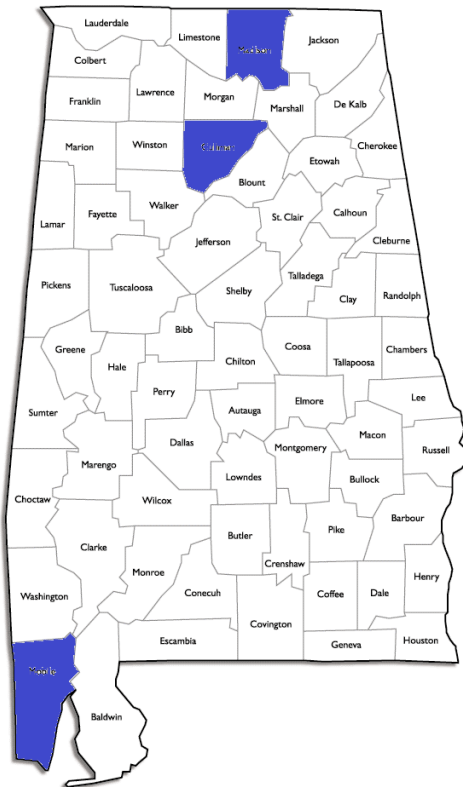 Lauderdale
Limestone
Madison
Jackson
Colbert
Lawrence
Morgan
Marshall
De Kalb
Franklin
Marion
Winston
Cullman
Blount
Etowah
Cherokee
Lamar
Fayette
Walker
Jefferson
St. Clair
Calhoun
Cleburne
Pickens
Tuscaloosa
Shelby
Talladega
Clay
Randolph
Bibb
Greene
Hale
Perry
Chilton
Coosa
Tallapoosa
Chambers
Sumter
Autauga
Elmore
Lee
Dallas
Montgomery
Macon
Russell
Marengo
Lowndes
Bullock
Choctaw
Wilcox
Butler
Pike
Barbour
Clarke
Monroe
Crenshaw
Washington
Conecuh
Coffee
Dale
Henry
Escambia
Covington
Geneva
Houston
Mobile
Baldwin